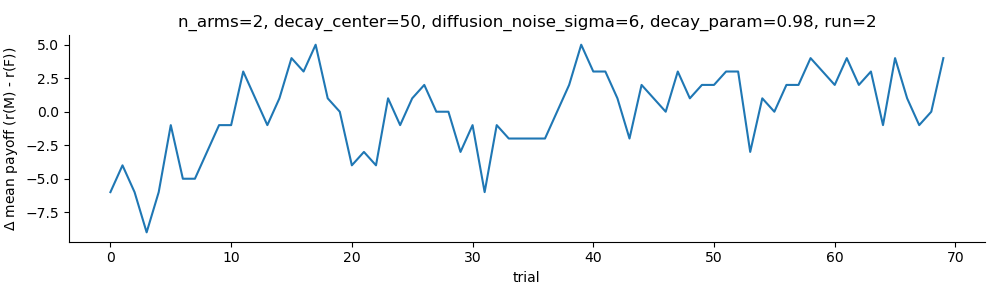 n_arms=2, decay_center=50, diffusion_noise_sigma=6, decay_param=0.98, run=2
Δ mean payoff (r(M) - r(F))
5.0
2.5
0.0
−2.5
−5.0
−7.5
0 10 20 30 40 50 60 70
trial